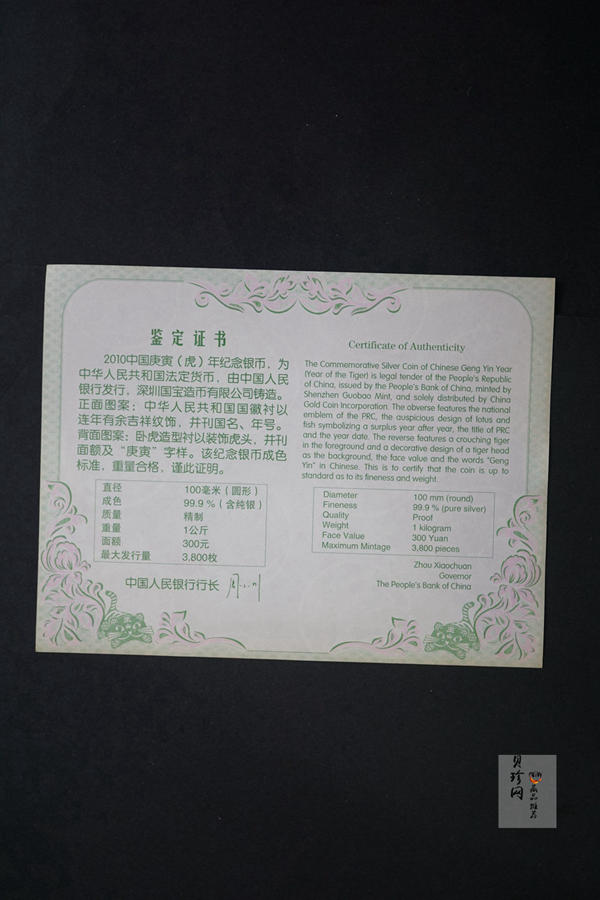 鉴定证书
2010中国庚寅（虎）年纪念银币，为
中华人民共和国法定货币，由中国人民
银行发行，深圳国宝造币有限公司铸造。
正面图案：中华人民共和国国徽衬以
连年有余吉祥纹饰，并刊国名、年号。
背面图案：卧虎造型衬以装饰虎头，并刊
面额及“庚寅”字样。该纪念银币成色
标准，重量合格，谨此证明。
直径 100毫米（圆形）
成色 99.9％（含纯银）
质量 精制
重量 1公斤
面额 300元
最大发行量 3,800枚
中国人民银行行长
Certificate of Authenticity
The Commemorative Silver Coin of Chinese Geng Yin Year
(Year of the Tiger) is legal tender of the People's Republic
of China, issued by the People's Bank of China, minted by
Shenzhen Guobao Mint, and solely distributed by China
Gold Coin Incorporation. The obverse features the national
emblem of the PRC, the auspicious design of lotus and
fish symbolizing a surplus year after year, the title of PRC
and the year date. The reverse features a crouching tiger
in the foreground and a decorative design of a tiger head
as the background, the face value and the words "Geng
Yin" in Chinese. This is to certify that the coin is up to
standard as to its fineness and weight.
Diameter 100 mm (round)
Fineness 99.9 % (pure silver)
Quality Proof
Weight 1 kilogram
Face Value 300 Yuan
Maximum Mintage 3,800 pieces
Zhou Xiaochuan
Governor
The People's Bank of China
贝珍网
商品推荐